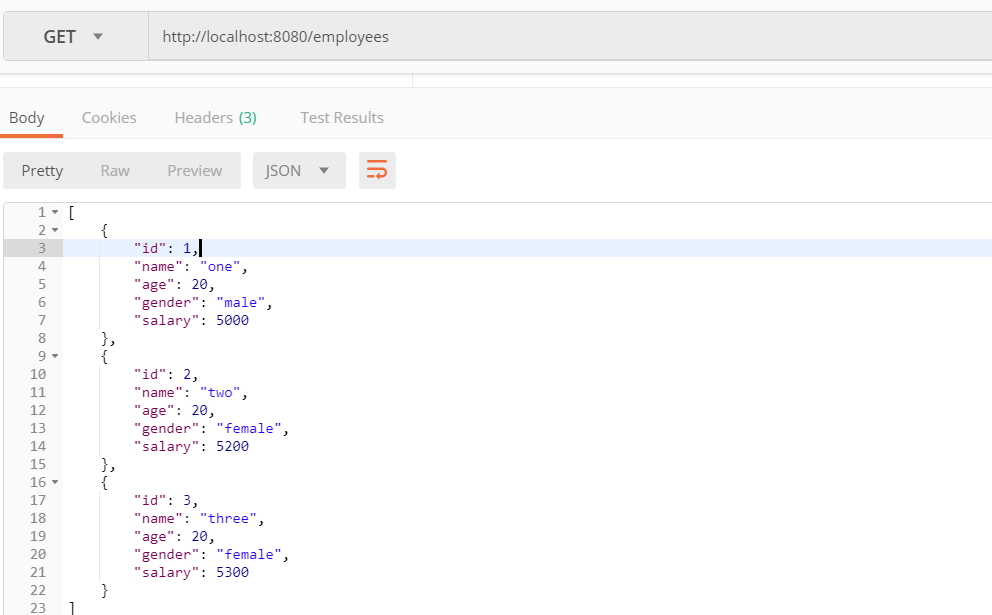 GET http://localhost:8080/employees
Body Cookies Headers (3) Test Results
Pretty Raw Preview JSON
1 [
2 {
3 "id": 1,
4 "name": "one",
5 "age": 20,
6 "gender": "male",
7 "salary": 5000
8 },
9 {
10 "id": 2,
11 "name": "two",
12 "age": 20,
13 "gender": "female",
14 "salary": 5200
15 },
16 {
17 "id": 3,
18 "name": "three",
19 "age": 20,
20 "gender": "female",
21 "salary": 5300
22 }
23 ]